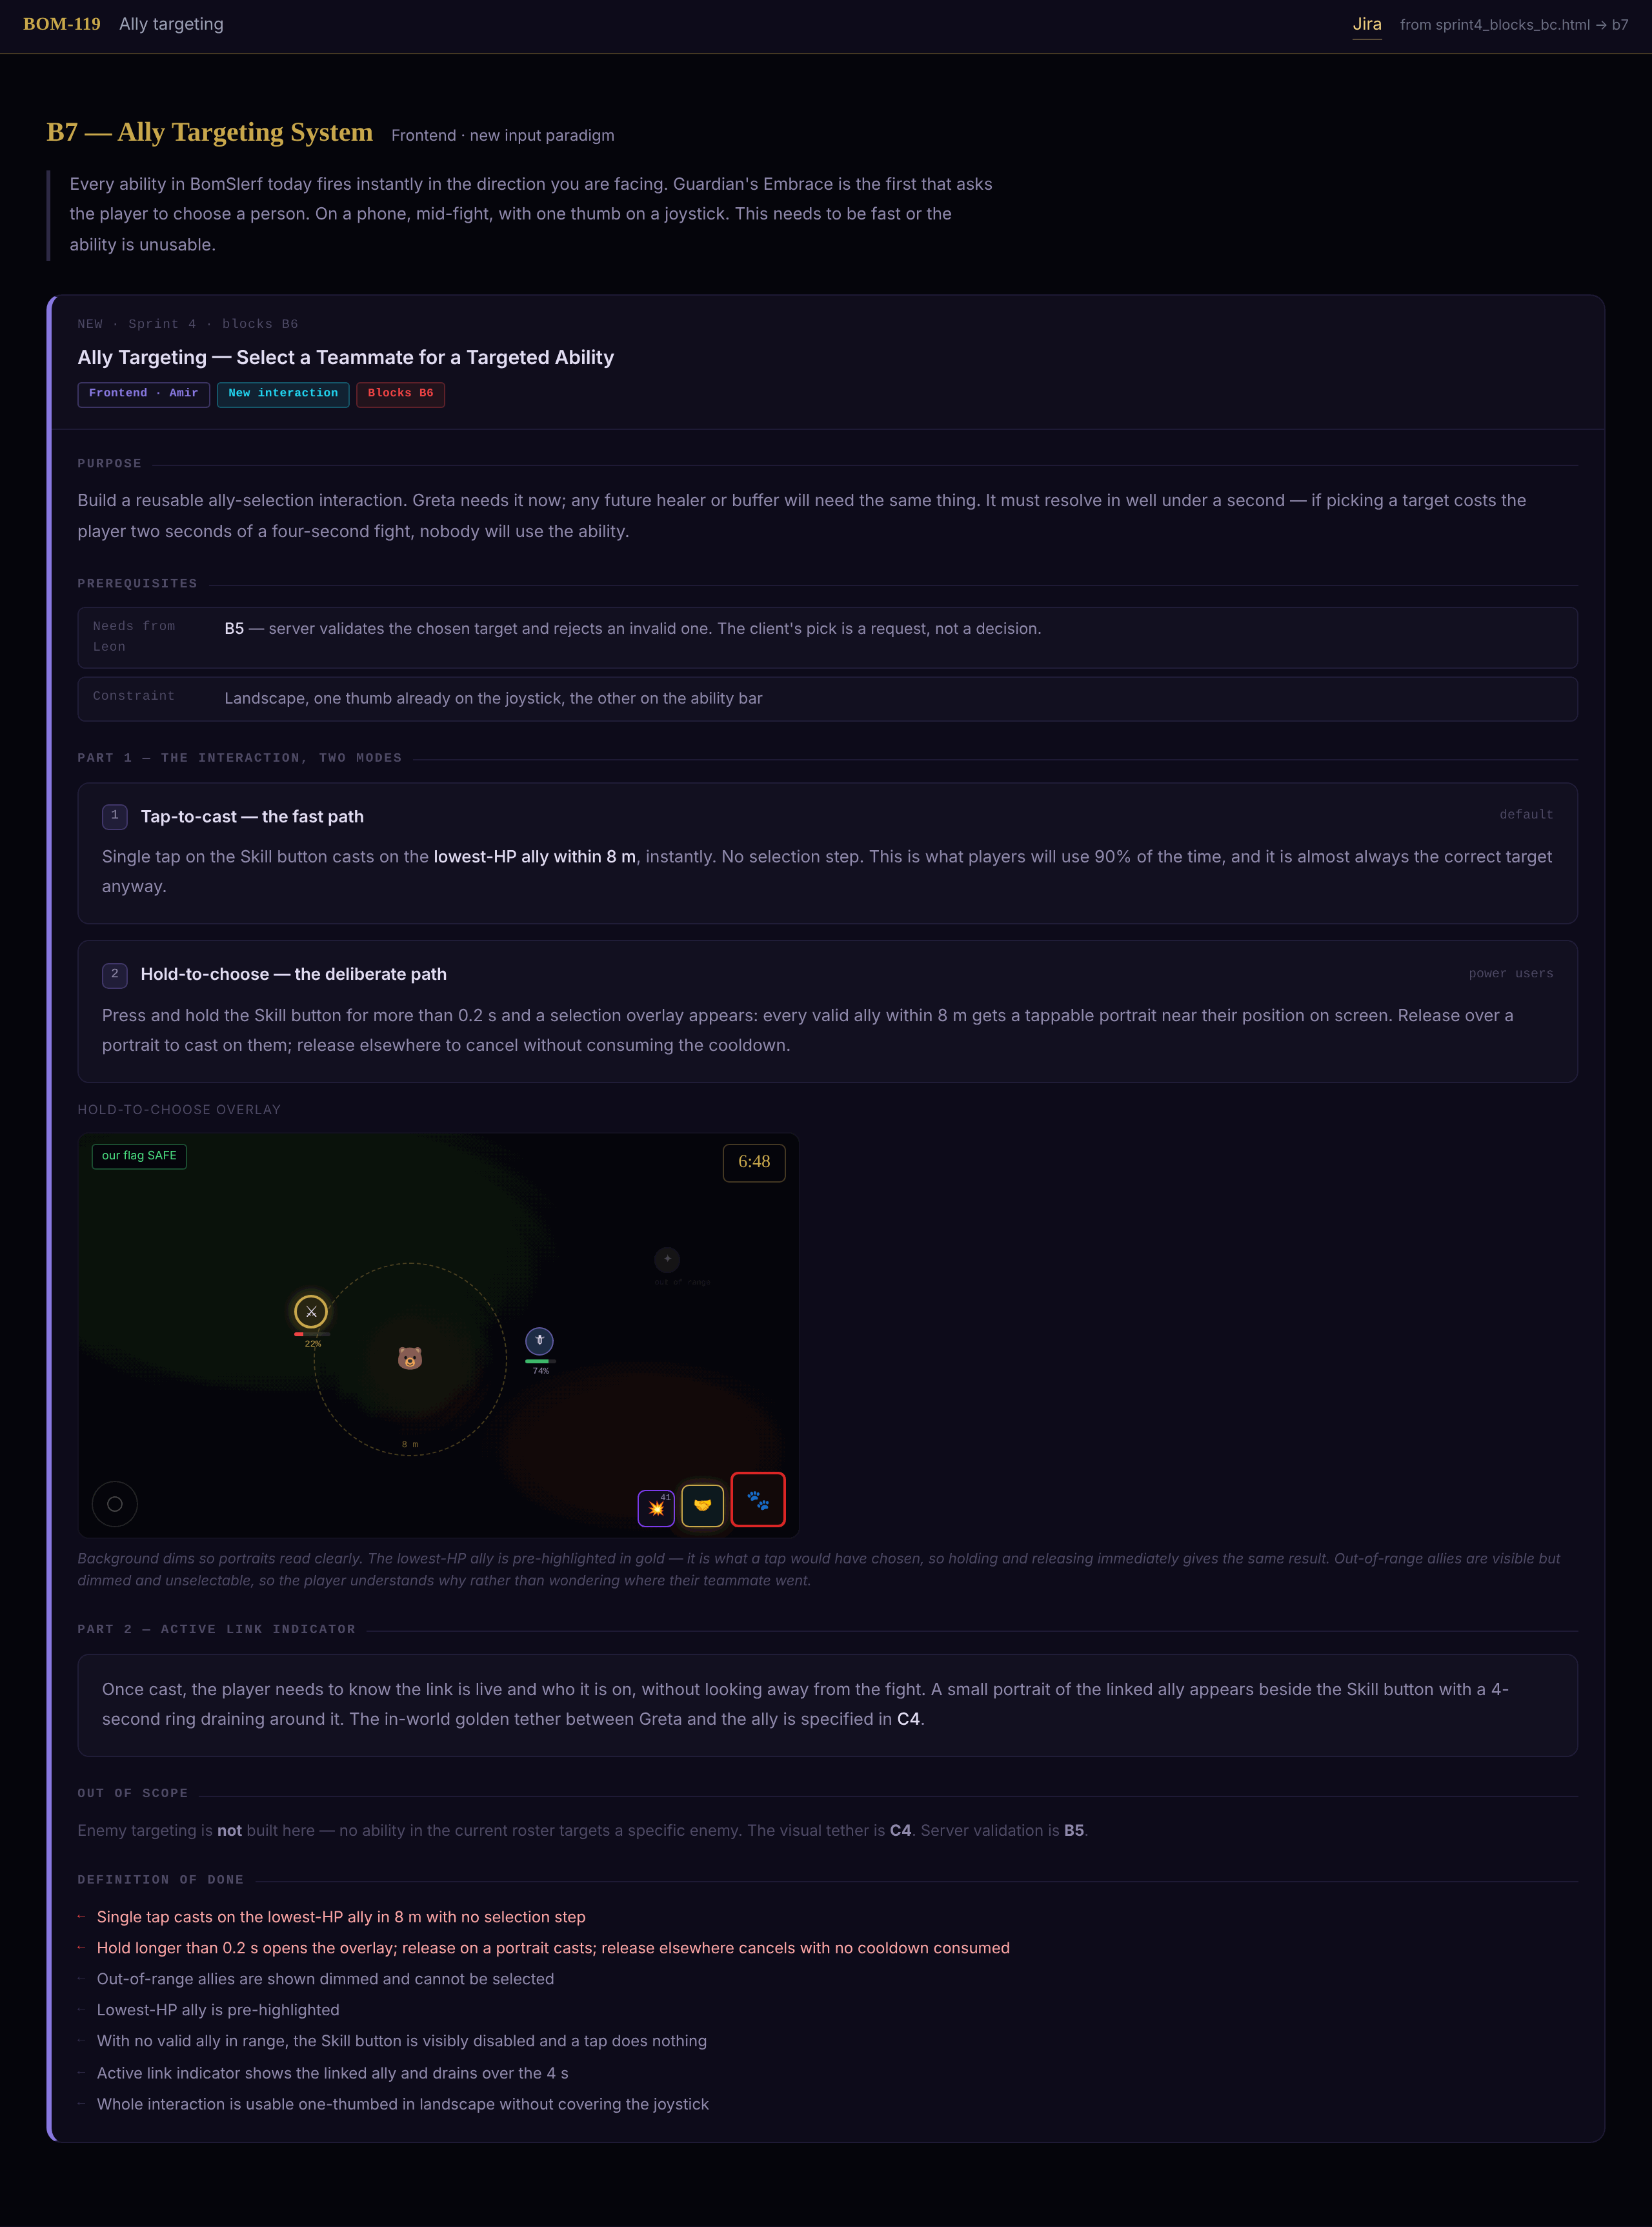 BOM-119 Ally targeting Jira from sprint4_blocks_bc.html → b7
B7 — Ally Targeting System Frontend · new input paradigm
Every ability in BomSlerf today fires instantly in the direction you are facing. Guardian's Embrace is the first that asks
the player to choose a person. On a phone, mid-fight, with one thumb on a joystick. This needs to be fast or the
ability is unusable.
NEW · Sprint 4 · blocks B6
Ally Targeting — Select a Teammate for a Targeted Ability
Frontend · Amir New interaction Blocks B6
PURPOSE
Build a reusable ally-selection interaction. Greta needs it now; any future healer or buffer will need the same thing. It must resolve in well under a second — if picking a target costs the
player two seconds of a four-second fight, nobody will use the ability.
PREREQUISITES
Needs from
Leon
B5 — server validates the chosen target and rejects an invalid one. The client's pick is a request, not a decision.
Constraint Landscape, one thumb already on the joystick, the other on the ability bar
PART 1 — THE INTERACTION, TWO MODES
1 Tap-to-cast — the fast path default
Single tap on the Skill button casts on the lowest-HP ally within 8 m, instantly. No selection step. This is what players will use 90% of the time, and it is almost always the correct target
anyway.
2 Hold-to-choose — the deliberate path power users
Press and hold the Skill button for more than 0.2 s and a selection overlay appears: every valid ally within 8 m gets a tappable portrait near their position on screen. Release over a
portrait to cast on them; release elsewhere to cancel without consuming the cooldown.
HOLD-TO-CHOOSE OVERLAY
our flag SAFE 6:48
out of range
22%
74%
8 m
41
Background dims so portraits read clearly. The lowest-HP ally is pre-highlighted in gold — it is what a tap would have chosen, so holding and releasing immediately gives the same result. Out-of-range allies are visible but
dimmed and unselectable, so the player understands why rather than wondering where their teammate went.
PART 2 — ACTIVE LINK INDICATOR
Once cast, the player needs to know the link is live and who it is on, without looking away from the fight. A small portrait of the linked ally appears beside the Skill button with a 4-
second ring draining around it. The in-world golden tether between Greta and the ally is specified in C4.
OUT OF SCOPE
Enemy targeting is not built here — no ability in the current roster targets a specific enemy. The visual tether is C4. Server validation is B5.
DEFINITION OF DONE
← Single tap casts on the lowest-HP ally in 8 m with no selection step
← Hold longer than 0.2 s opens the overlay; release on a portrait casts; release elsewhere cancels with no cooldown consumed
← Out-of-range allies are shown dimmed and cannot be selected
← Lowest-HP ally is pre-highlighted
← With no valid ally in range, the Skill button is visibly disabled and a tap does nothing
← Active link indicator shows the linked ally and drains over the 4 s
← Whole interaction is usable one-thumbed in landscape without covering the joystick